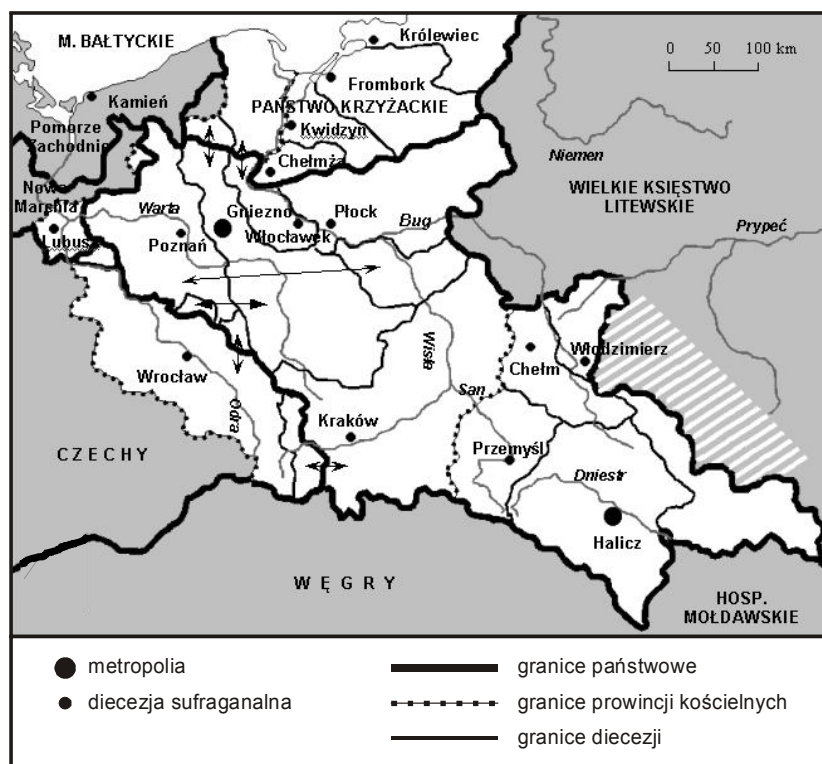 M. BAŁTYCKIE
Królewiec
0 50 100 km
Kamień
Frombork
PAŃSTWO KRZYŻACKIE
Pomorze
Zachodnie
Kwidzyn
Niemen
Chełmża
WIELKIE KSIĘSTWO
LITEWSKIE
Nowa
Marchia
Warta
Gniezno
Płock
Bug
Prypeć
Lubusz
Poznań
Włocławek
Wisła
Wrocław
Chełm
Włodzimierz
San
Odra
Kraków
CZECHY
Przemyśl
Dniestr
Halicz
WĘGRY
HOSP.
MOŁDAWSKIE
metropolia
granice państwowe
diecezja sufraganalna
granice prowincji kościelnych
granice diecezji